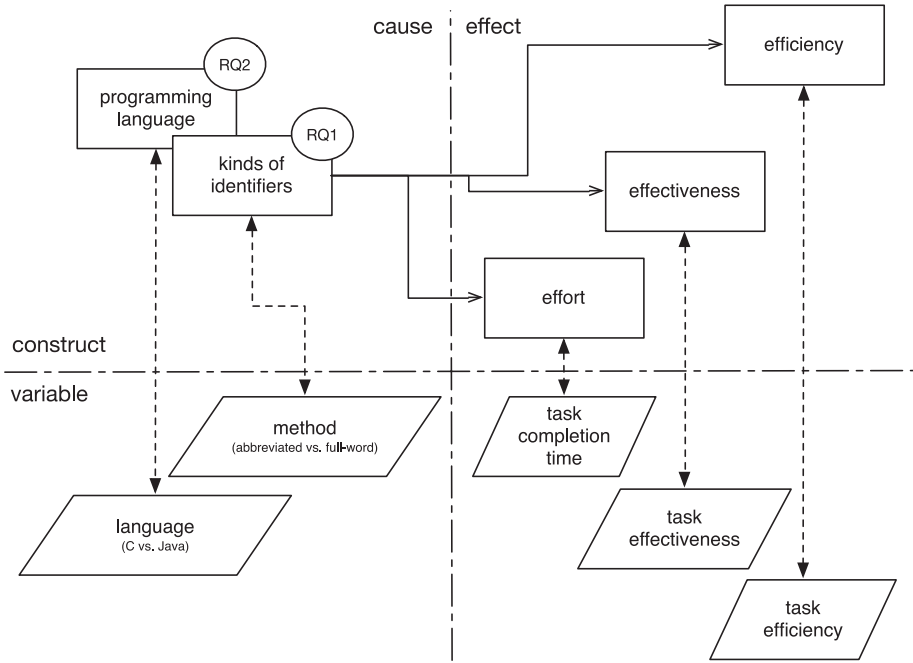 cause
effect
RQ2
programming
language
RQ1
kinds of
identifiers
efficiency
effectiveness
effort
construct
variable
method
(abbreviated vs. full-word)
task
completion
time
language
(C vs. Java)
task
effectiveness
task
efficiency